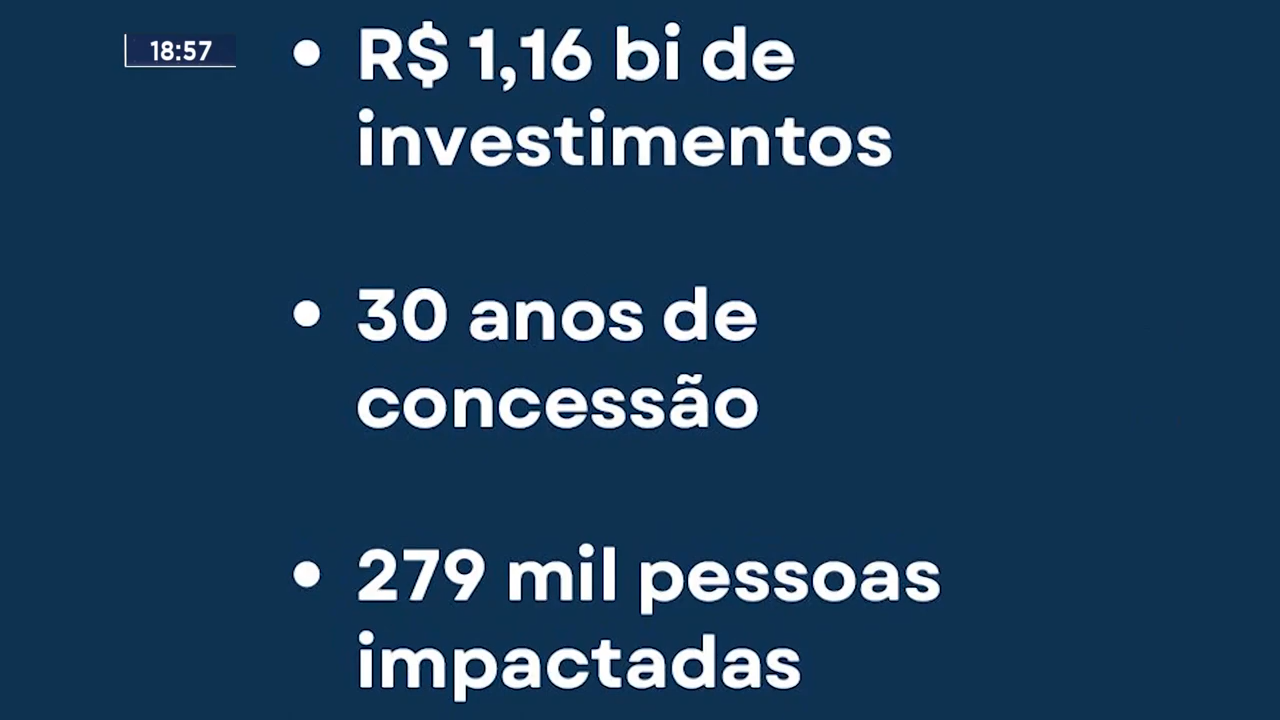 18:57
• R$ 1,16 bi de
investimentos
• 30 anos de
concessão
• 279 mil pessoas
impactadas